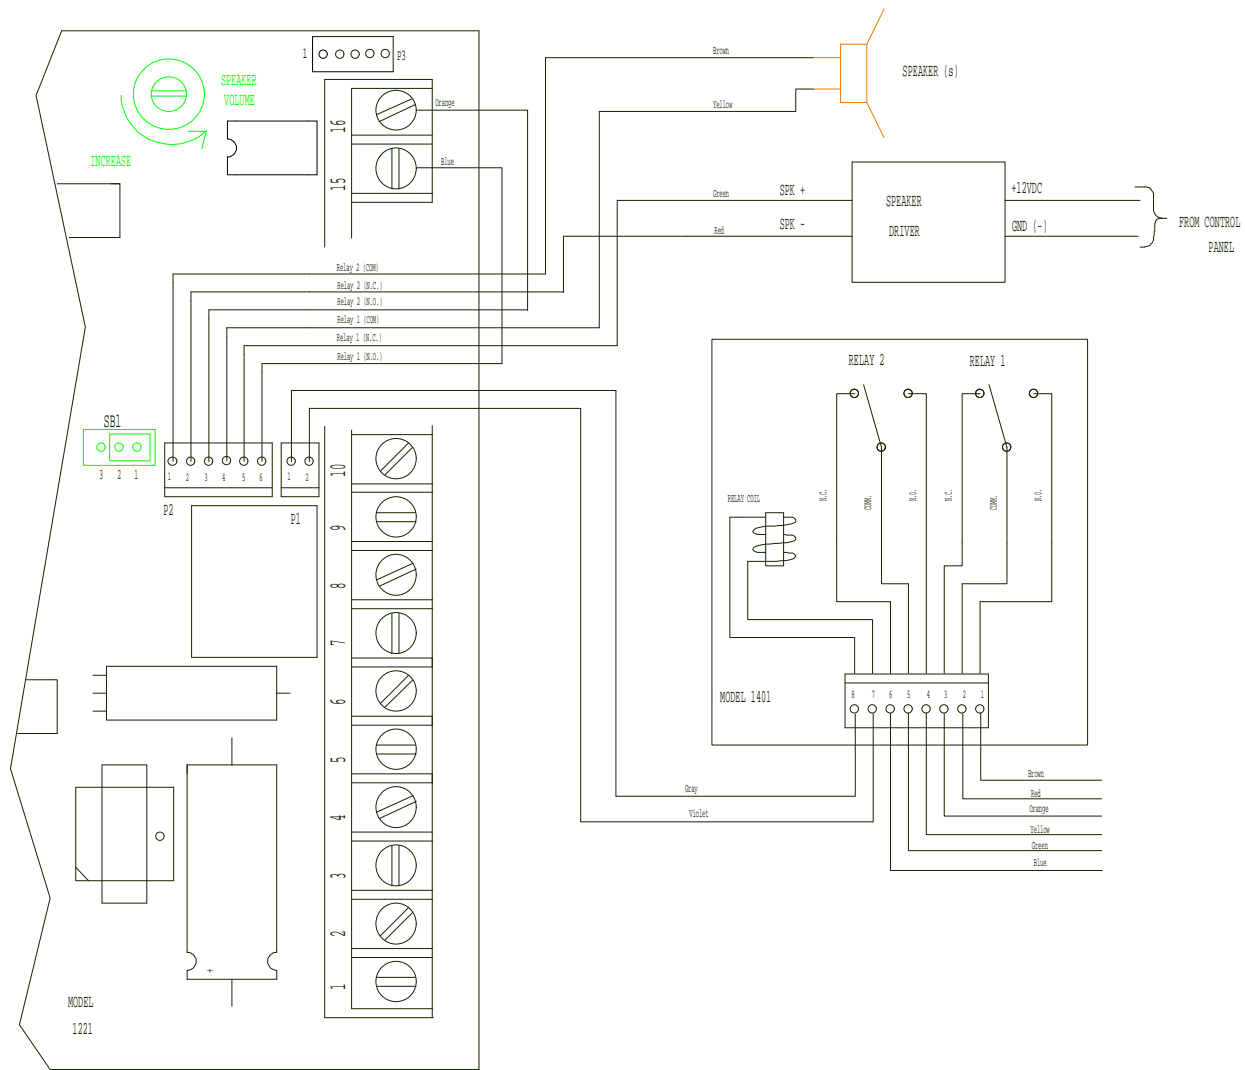 1
P3
SPEAKER
VOLUME
INCREASE
16
15
Orange
Blue
Brown
Yellow
SPEAKER (s)
Green
Red
SPK +
SPK -
SPEAKER
DRIVER
+12VDC
GND (-)
FROM CONTROL
PANEL
Relay 2 (COM)
Relay 2 (N.C.)
Relay 2 (N.O.)
Relay 1 (COM)
Relay 1 (N.C.)
Relay 1 (N.O.)
SB1
3 2 1
1 2 3 4 5 6
P2
1 2
P1
10
9
8
7
6
5
4
3
2
1
+
MODEL
1221
RELAY 2
RELAY 1
RELAY COIL
N.C.
COMM.
N.O.
N.C.
COMM.
N.O.
MODEL 1401
8 7 6 5 4 3 2 1
Gray
Violet
Brown
Red
Orange
Yellow
Green
Blue